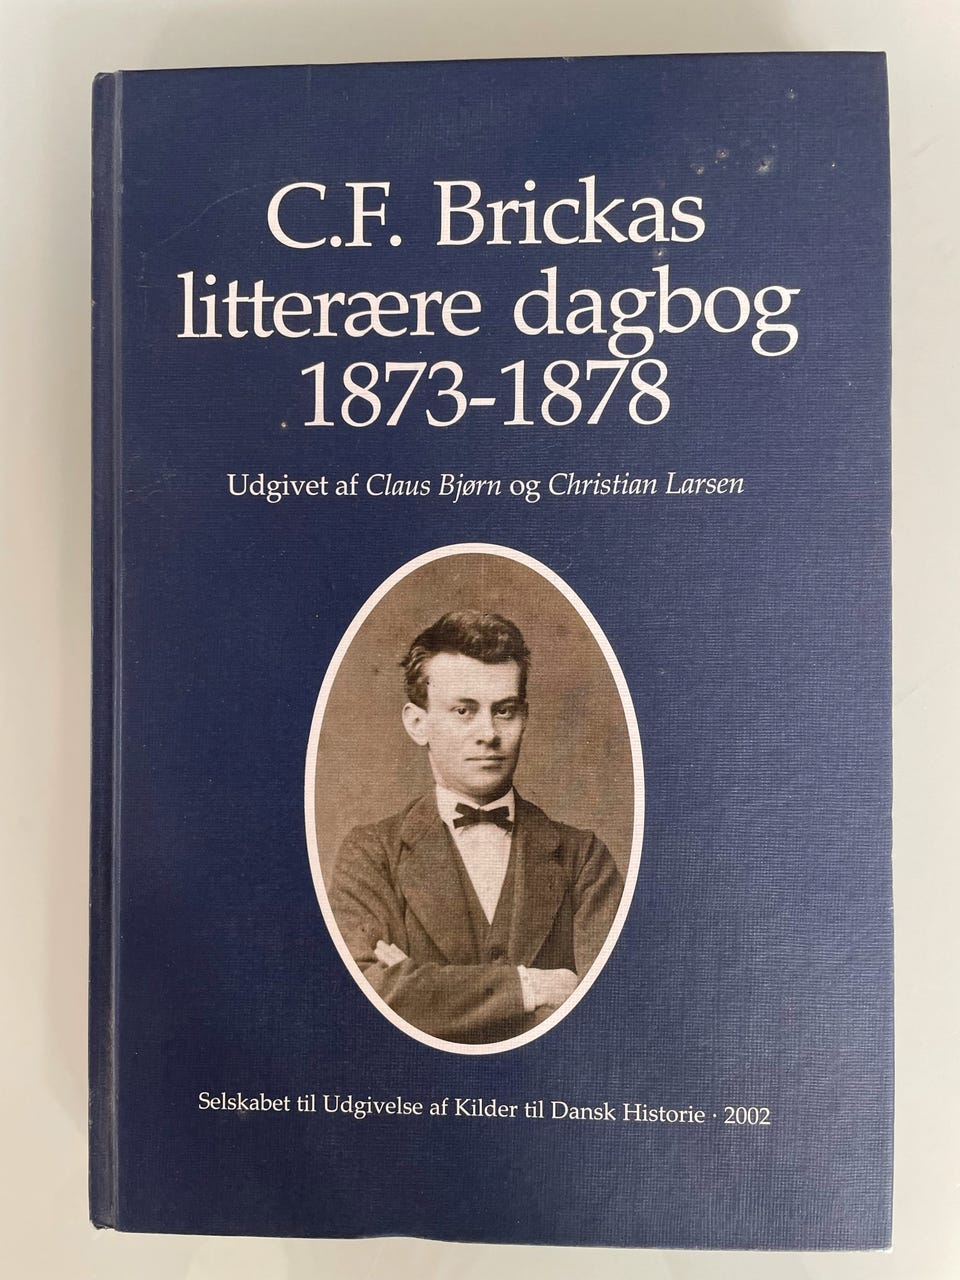 C.F. Brickas
litterære dagbog
1873-1878
Udgivet af Claus Bjørn og Christian Larsen
Selskabet til Udgivelse af Kilder til Dansk Historie · 2002